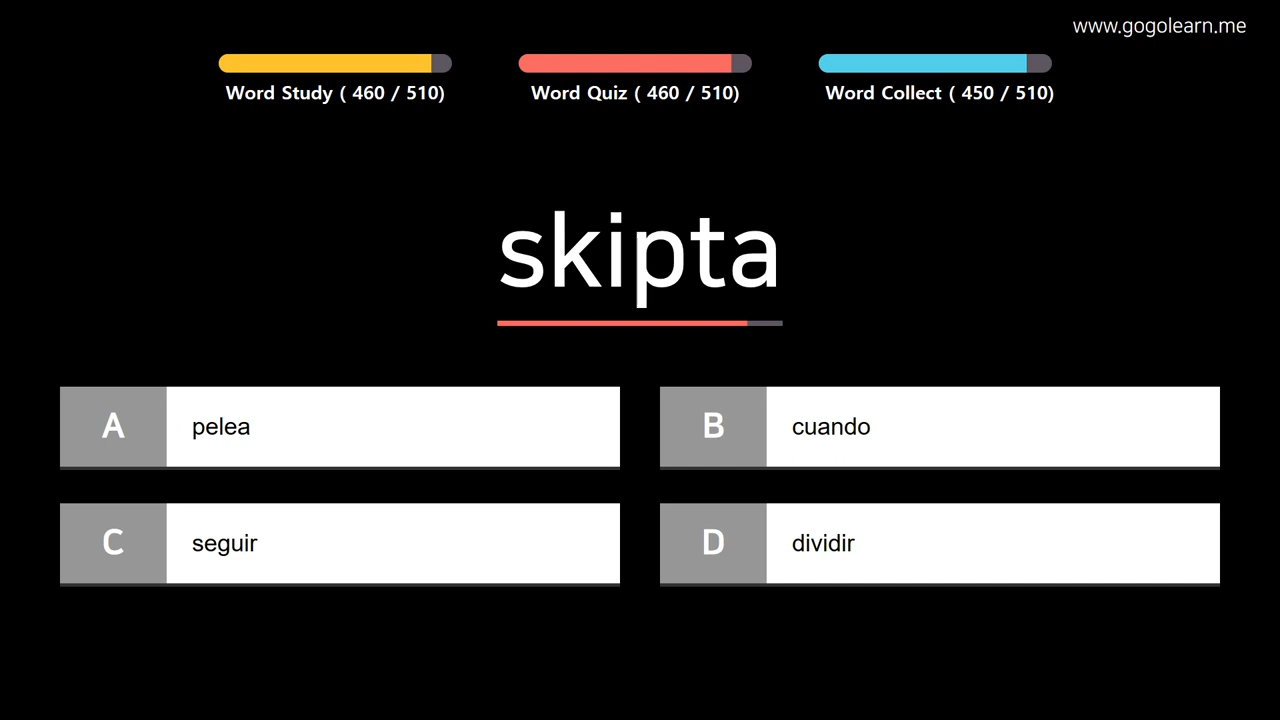 www.gogolearn.me
Word Study ( 460 / 510)
Word Quiz ( 460 / 510)
Word Collect ( 450 / 510)
skipta
A pelea
B cuando
C seguir
D dividir